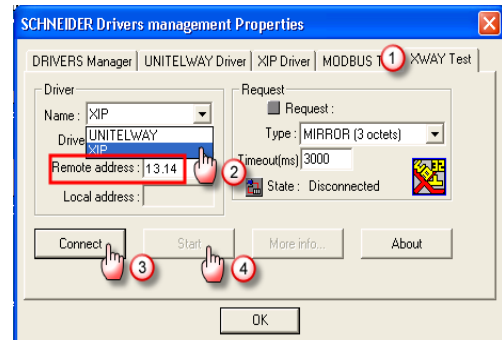 SCHNEIDER Drivers management Properties
DRIVERS Manager UNITELWAY Driver XIP Driver MODBUS T 1 XWAY Test
Driver
Name : XIP
UNITELWAY
Drive
XIP
2
Remote address : 13.14
Local address :
Request
Request :
Type : MIRROR (3 octets)
Timeout(ms) 3000
State : Disconnected
Connect Start More info... About
3 4
OK